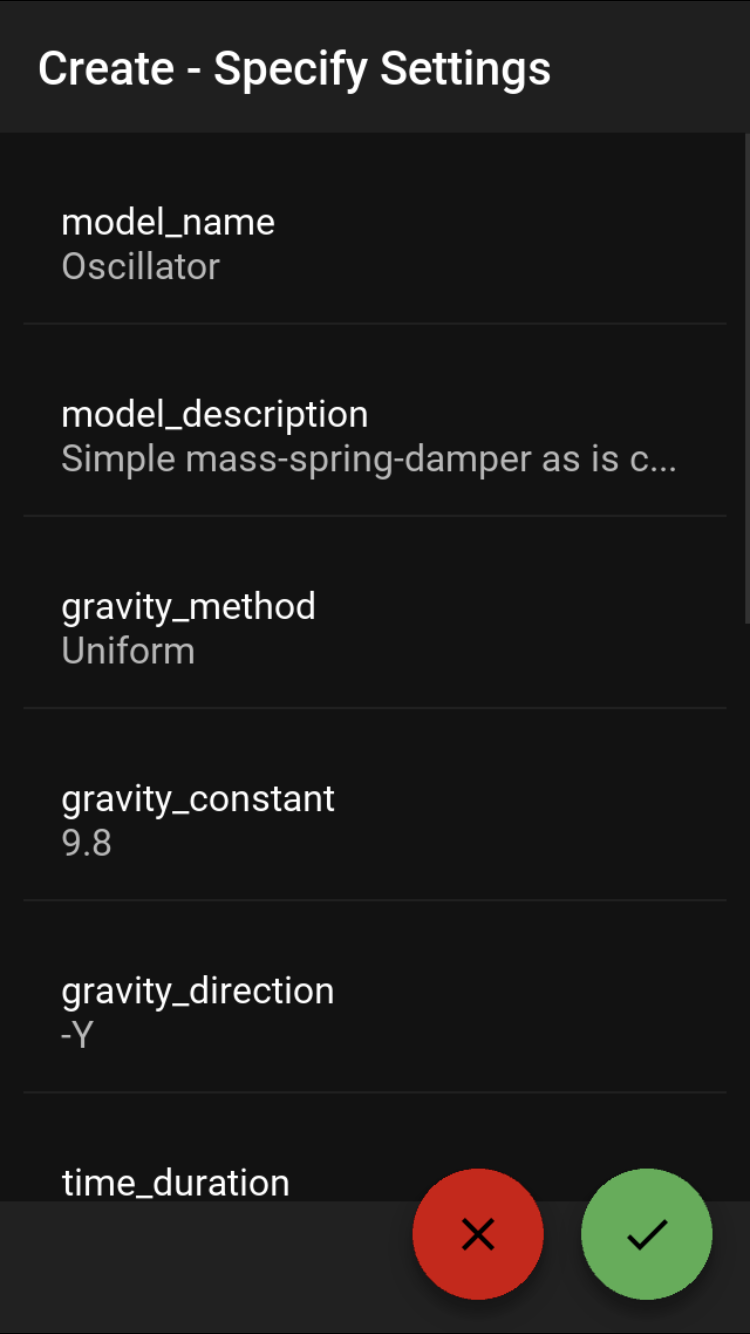 Create - Specify Settings
model_name
Oscillator
model_description
Simple mass-spring-damper as is c...
gravity_method
Uniform
gravity_constant
9.8
gravity_direction
-Y
time_duration